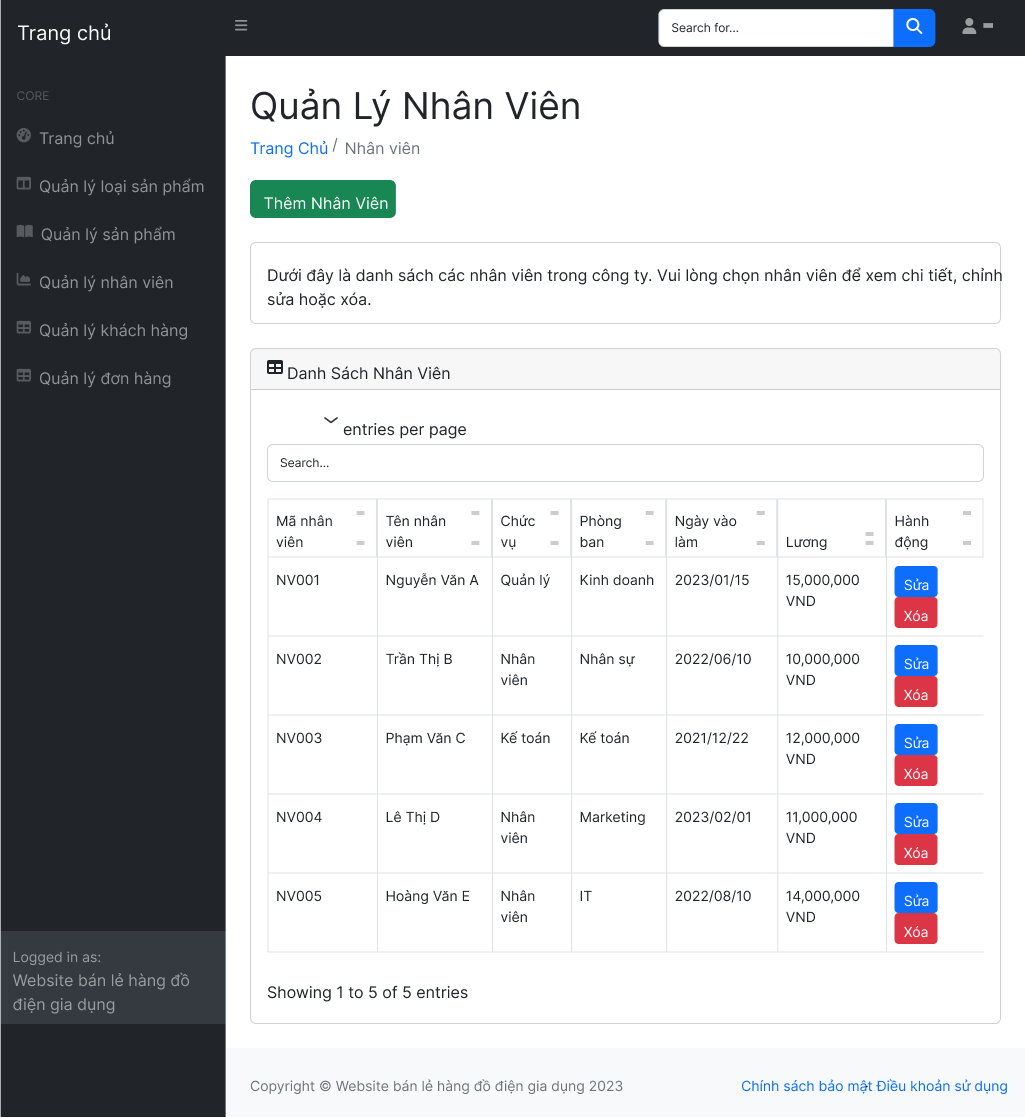 Trang chủ
Search for...
CORE
Trang chủ
Quản lý loại sản phẩm
Quản lý sản phẩm
Quản lý nhân viên
Quản lý khách hàng
Quản lý đơn hàng
Logged in as:
Website bán lẻ hàng đồ
điện gia dụng
Quản Lý Nhân Viên
Trang Chủ / Nhân viên
Thêm Nhân Viên
Dưới đây là danh sách các nhân viên trong công ty. Vui lòng chọn nhân viên để xem chi tiết, chỉnh
sửa hoặc xóa.
Danh Sách Nhân Viên
entries per page
Search...
Mã nhân viên Tên nhân viên Chức vụ Phòng ban Ngày vào làm Lương Hành động
NV001 Nguyễn Văn A Quản lý Kinh doanh 2023/01/15 15,000,000 VND Sửa Xóa
NV002 Trần Thị B Nhân viên Nhân sự 2022/06/10 10,000,000 VND Sửa Xóa
NV003 Phạm Văn C Kế toán Kế toán 2021/12/22 12,000,000 VND Sửa Xóa
NV004 Lê Thị D Nhân viên Marketing 2023/02/01 11,000,000 VND Sửa Xóa
NV005 Hoàng Văn E Nhân viên IT 2022/08/10 14,000,000 VND Sửa Xóa
Showing 1 to 5 of 5 entries
Copyright © Website bán lẻ hàng đồ điện gia dụng 2023
Chính sách bảo mật Điều khoản sử dụng